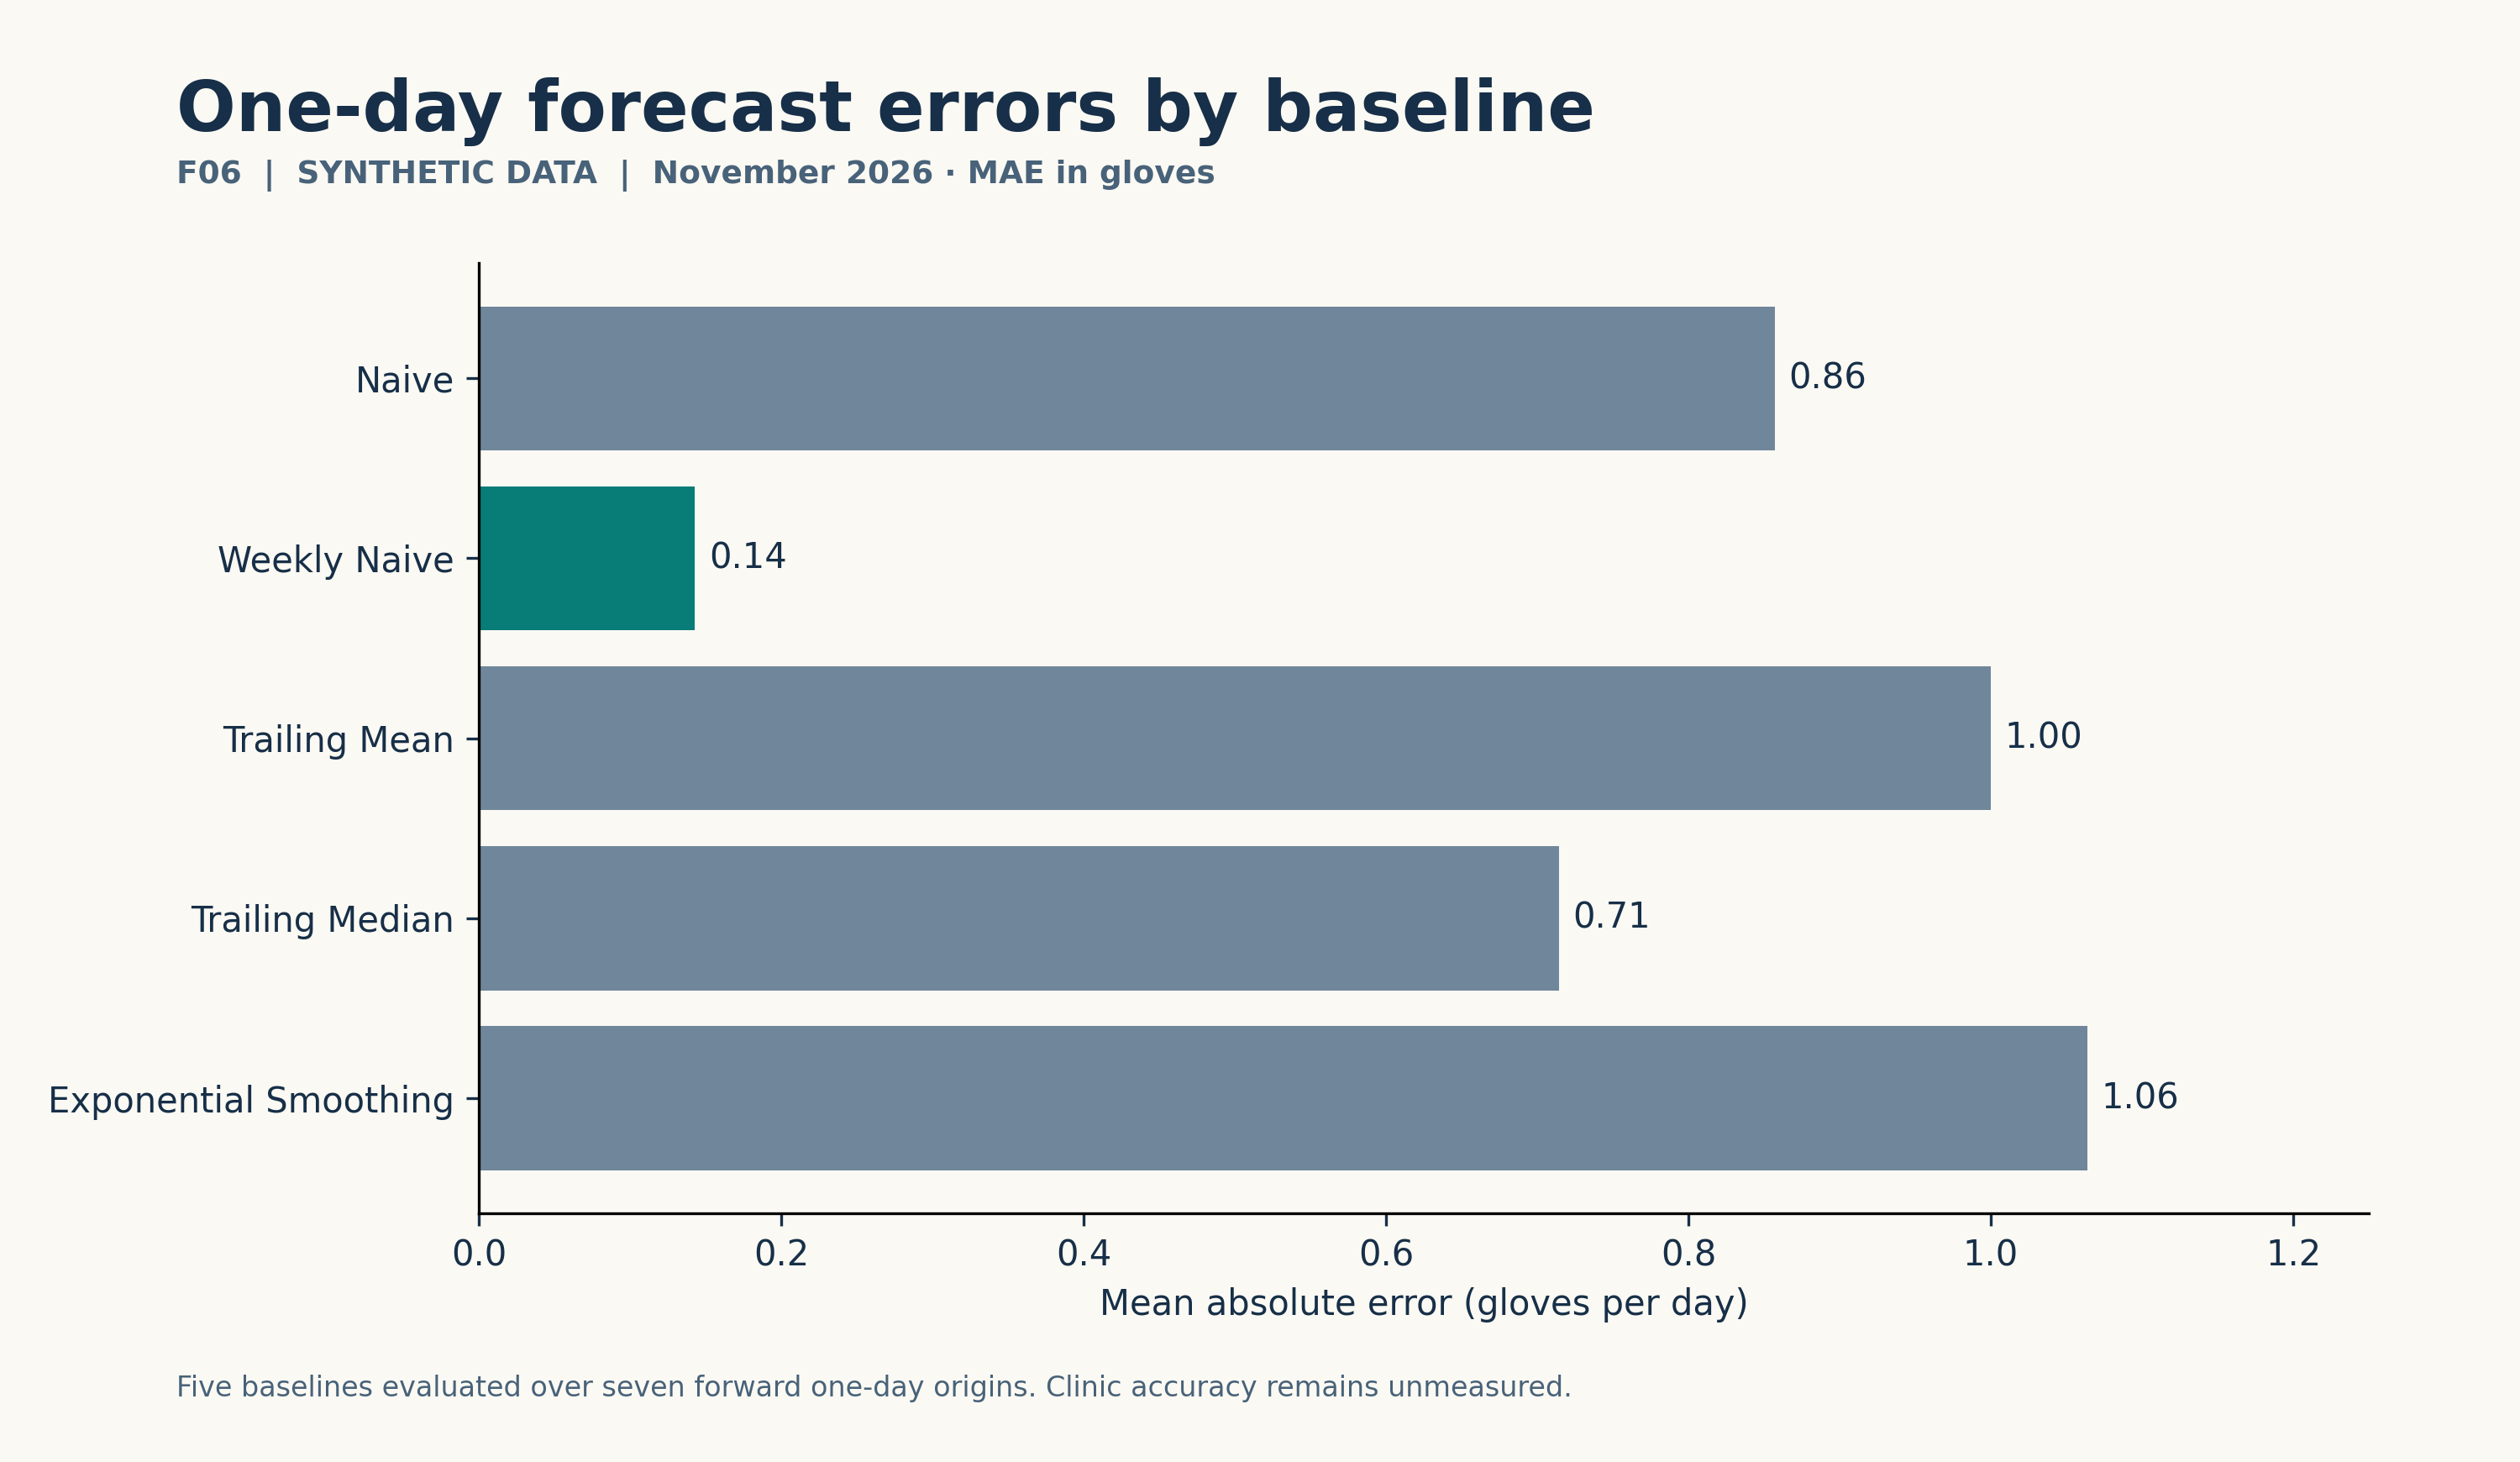 One-day forecast errors by baseline
F06 | SYNTHETIC DATA | November 2026 · MAE in gloves
Naive
0.86
Weekly Naive
0.14
Trailing Mean
1.00
Trailing Median
0.71
Exponential Smoothing
1.06
0.0 0.2 0.4 0.6 0.8 1.0 1.2
Mean absolute error (gloves per day)
Five baselines evaluated over seven forward one-day origins. Clinic accuracy remains unmeasured.